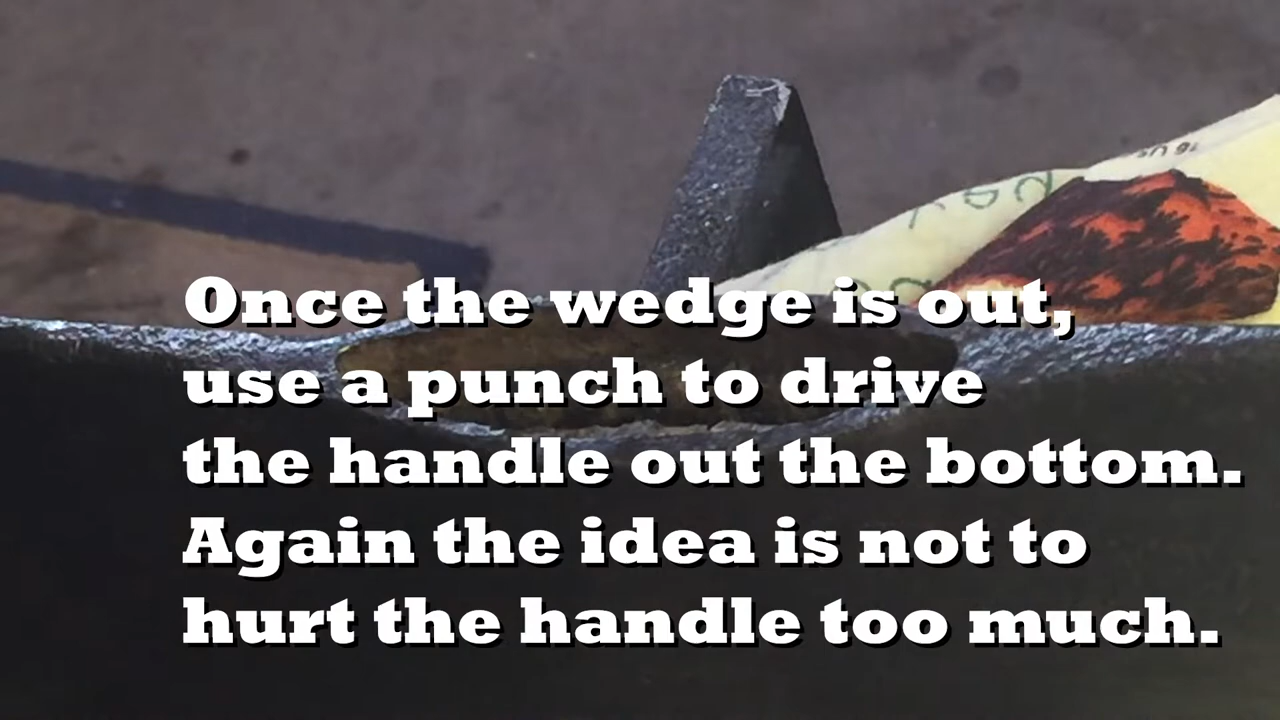 Once the wedge is out,
use a punch to drive
the handle out the bottom.
Again the idea is not to
hurt the handle too much.